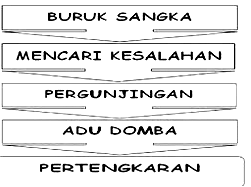 BURUK SANGKA
MENCARI KESALAHAN
PERGUNJINGAN
ADU DOMBA
PERTENGKARAN